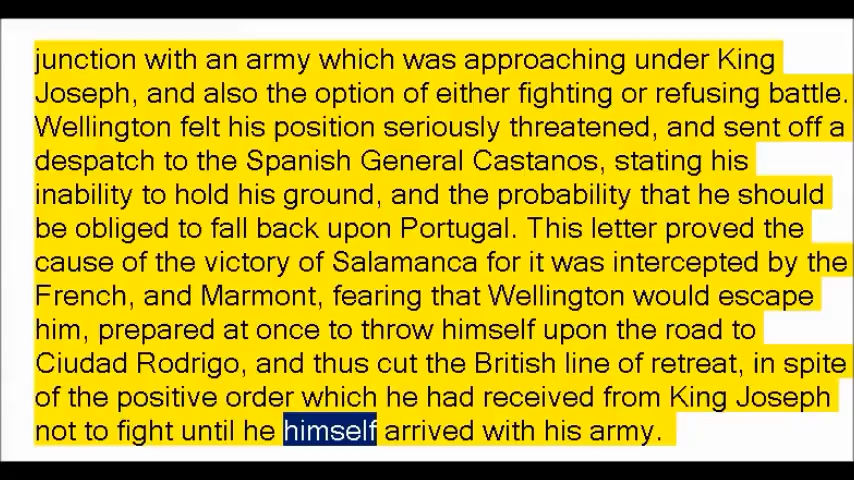 junction with an army which was approaching under King
Joseph, and also the option of either fighting or refusing battle.
Wellington felt his position seriously threatened, and sent off a
despatch to the Spanish General Castanos, stating his
inability to hold his ground, and the probability that he should
be obliged to fall back upon Portugal. This letter proved the
cause of the victory of Salamanca for it was intercepted by the
French, and Marmont, fearing that Wellington would escape
him, prepared at once to throw himself upon the road to
Ciudad Rodrigo, and thus cut the British line of retreat, in spite
of the positive order which he had received from King Joseph
not to fight until he himself arrived with his army.